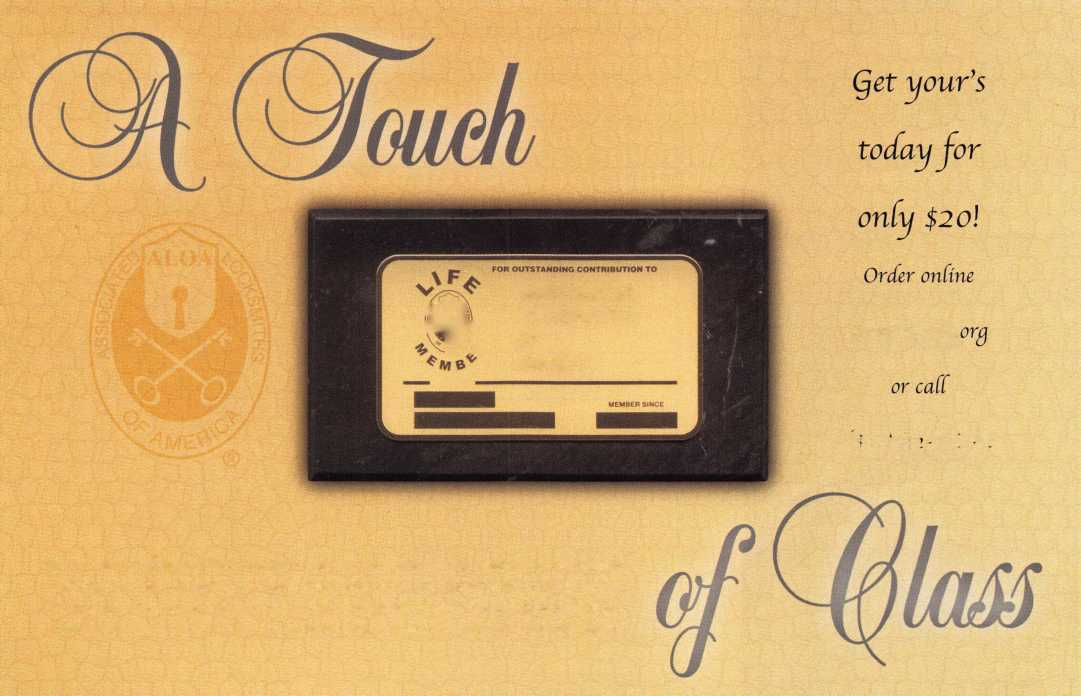 A Touch
Get your's
today for
only $20!
Order online
org
or call
ASSOCIATED LOCKSMITHS
ALOA
OF AMERICA
®
LIFE
MEMBE
FOR OUTSTANDING CONTRIBUTION TO
MEMBER SINCE
of Class